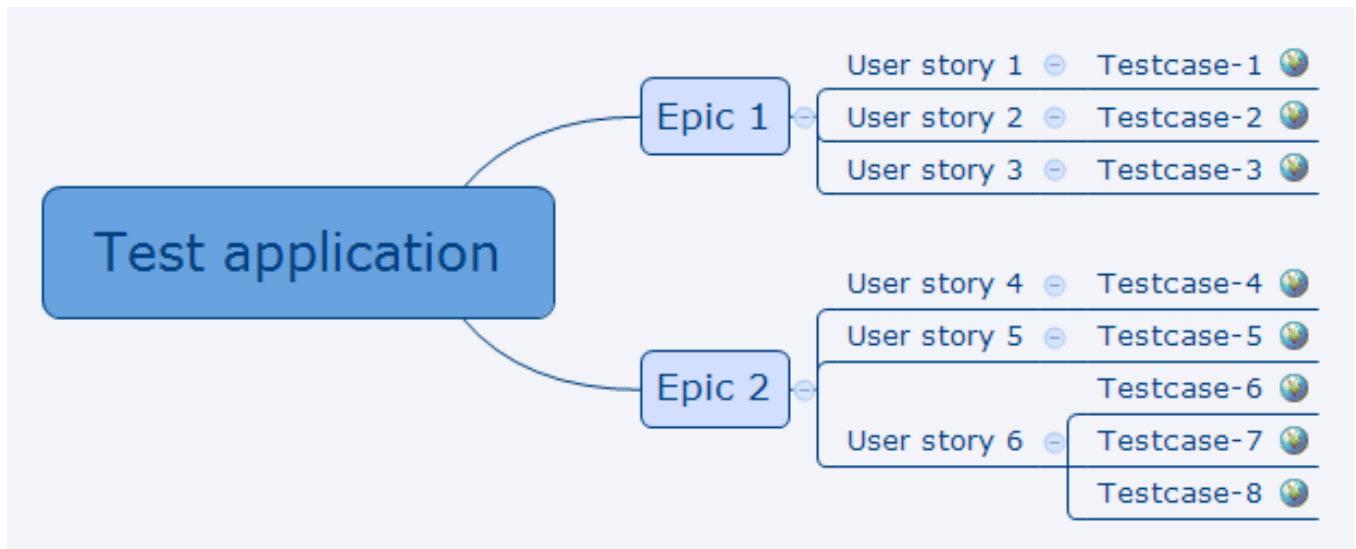 Test application
Epic 1
User story 1 Testcase-1
User story 2 Testcase-2
User story 3 Testcase-3
Epic 2
User story 4 Testcase-4
User story 5 Testcase-5
User story 6
Testcase-6
Testcase-7
Testcase-8